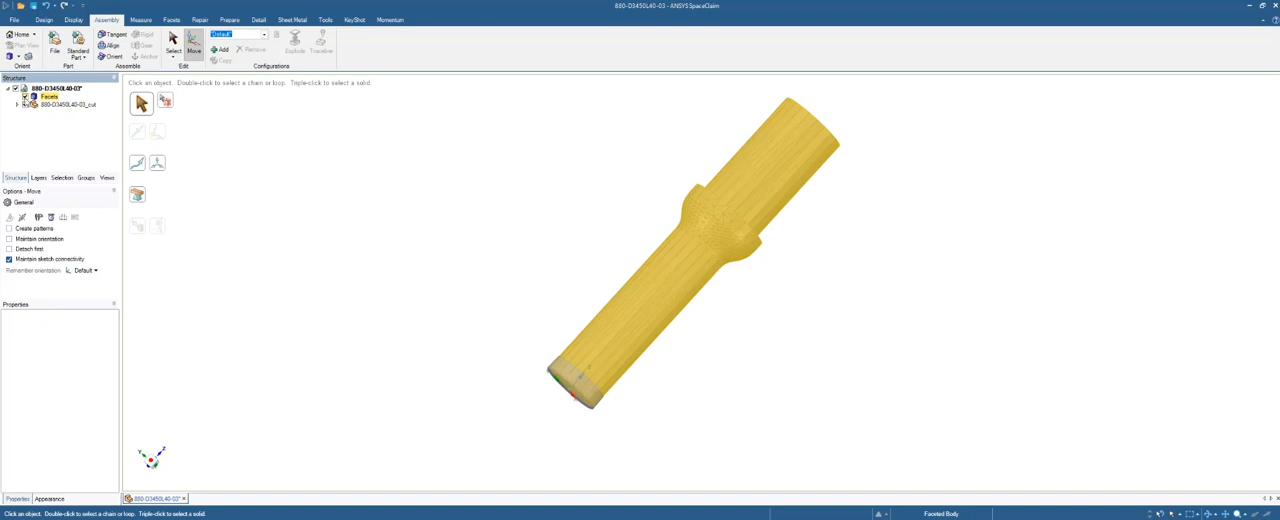 880-D3450L40-03 - ANSYS SpaceClaim
File Design Display Assembly Measure Facets Repair Prepare Detail Sheet Metal Tools KeyShot Momentum
Home
Plan View
Orient
File
Standard Part
Part
Tangent Rigid
Align Gear
Orient Anchor
Assemble
Select Move
Edit
"Default"
Add Remove
Copy
Explode Traceline
Configurations
Structure
880-D3450L40-03*
Facets
880-D3450L40-03_cut
Structure Layers Selection Groups Views
Options - Move
General
Create patterns
Maintain orientation
Detach first
Maintain sketch connectivity
Remember orientation Default
Properties
Properties Appearance
Click an object. Double-click to select a chain or loop. Triple-click to select a solid.
Y Z
880-D3450L40-03*
Click an object. Double-click to select a chain or loop. Triple-click to select a solid.
Faceted Body